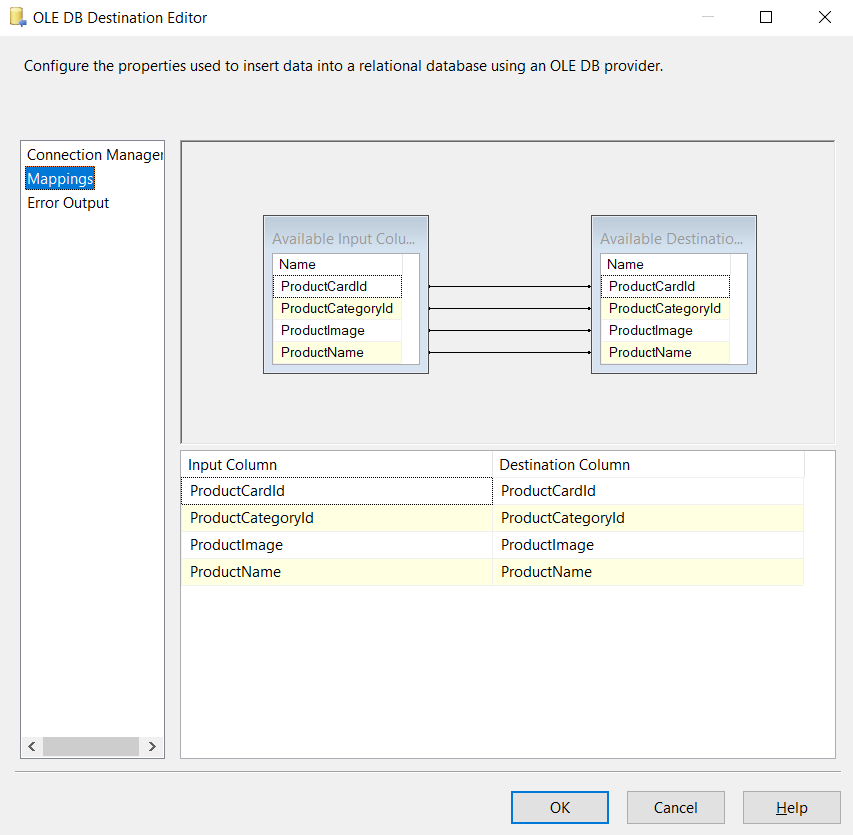 OLE DB Destination Editor
Configure the properties used to insert data into a relational database using an OLE DB provider.
Connection Manager
Mappings
Error Output
Available Input Colu...
Name
ProductCardId
ProductCategoryId
ProductImage
ProductName
Available Destinatio...
Name
ProductCardId
ProductCategoryId
ProductImage
ProductName
Input Column Destination Column
ProductCardId ProductCardId
ProductCategoryId ProductCategoryId
ProductImage ProductImage
ProductName ProductName
OK Cancel Help